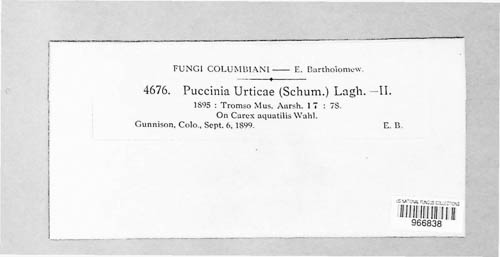 FUNGI COLUMBIANI — E. Bartholomew.
4676. Puccinia Urticae (Schum.) Lagh. —II.
1895 : Tromso Mus. Aarsh. 17 : 78.
On Carex aquatilis Wahl.
Gunnison, Colo., Sept. 6, 1899. E. B.
US NATIONAL FUNGUS COLLECTIONS
966838